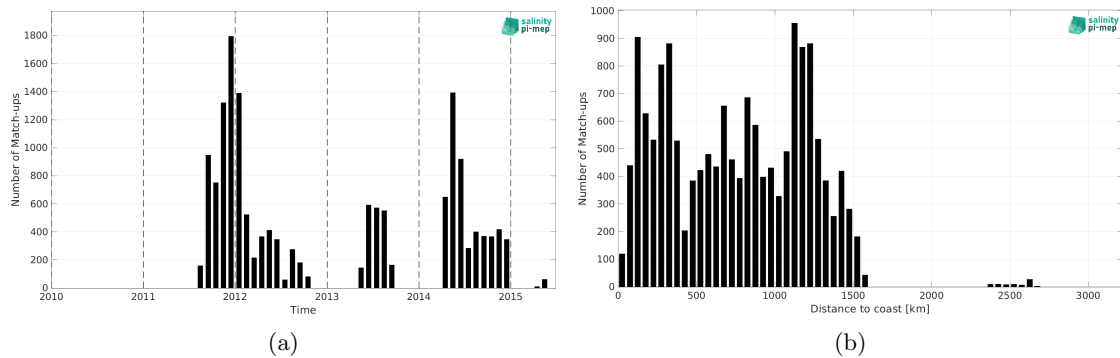 salinity
pi-mep
1800
1600
1400
1200
1000
800
600
400
200
0
Number of Match-ups
2010 2011 2012 2013 2014 2015
Time
(a)
salinity
pi-mep
1000
900
800
700
600
500
400
300
200
100
0
Number of Match-ups
0 500 1000 1500 2000 2500 3000
Distance to coast [km]
(b)